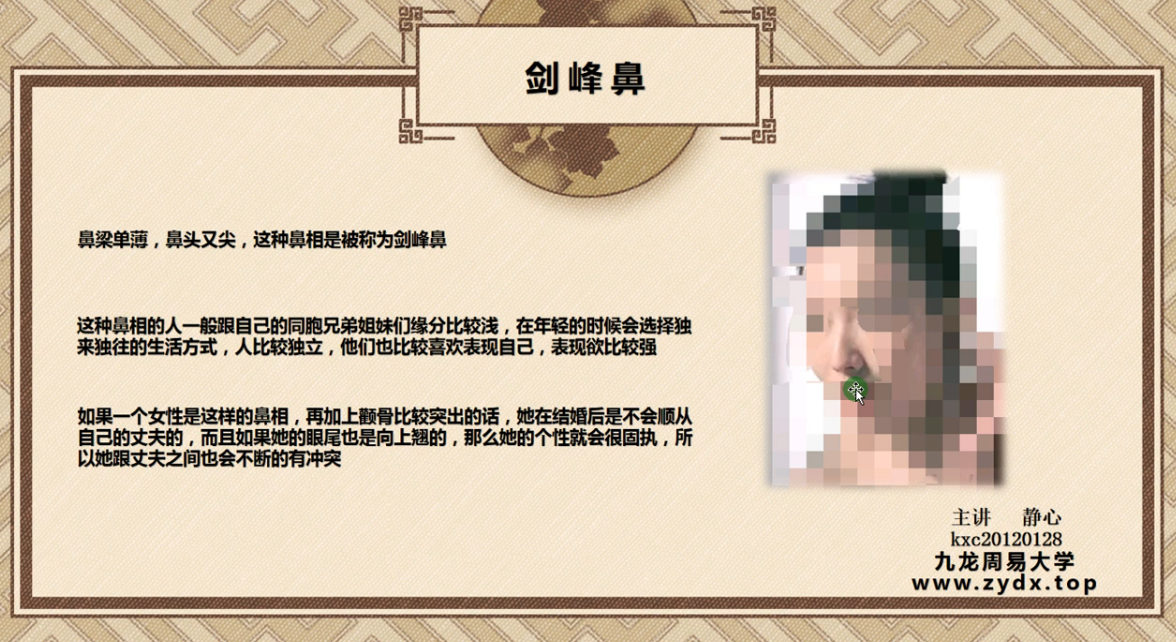 剑峰鼻
鼻梁单薄，鼻头又尖，这种鼻相是被称为剑峰鼻
这种鼻相的人一般跟自己的同胞兄弟姐妹们缘分比较浅，在年轻的时候会选择独
来独往的生活方式，人比较独立，他们也比较喜欢表现自己，表现欲比较强
如果一个女性是这样的鼻相，再加上颧骨比较突出的话，她在结婚后是不会顺从
自己的丈夫的，而且如果她的眼尾也是向上翘的，那么她的个性就会很固执，所
以她跟丈夫之间也会不断的有冲突
主讲 静心
kxc20120128
九龙周易大学
www.zydx.top